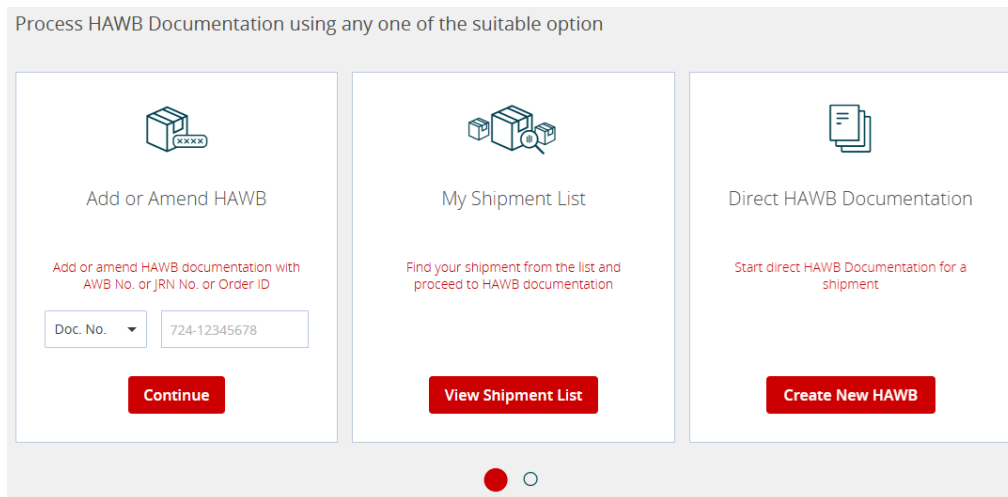 Process HAWB Documentation using any one of the suitable option
xxxx
Add or Amend HAWB
Add or amend HAWB documentation with
AWB No. or JRN No. or Order ID
Doc. No.
724-12345678
Continue
My Shipment List
Find your shipment from the list and
proceed to HAWB documentation
View Shipment List
Direct HAWB Documentation
Start direct HAWB Documentation for a
shipment
Create New HAWB